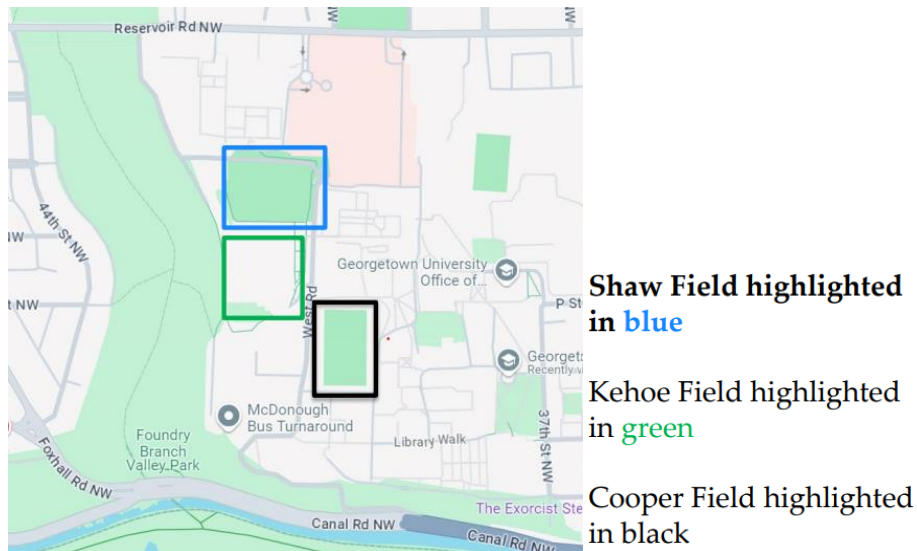 Reservoir Rd NW
44th St NW
NW
t NW
Georgetown University
Office of...
P St
West Rd
Georget
Recently vi
McDonough
Bus Turnaround
Foundry
Branch
Valley Park
Library Walk
37th St NW
Foxhall Rd NW
The Exorcist Ste
Canal Rd NW
Canal Rd NW
Shaw Field highlighted
in blue
Kehoe Field highlighted
in green
Cooper Field highlighted
in black